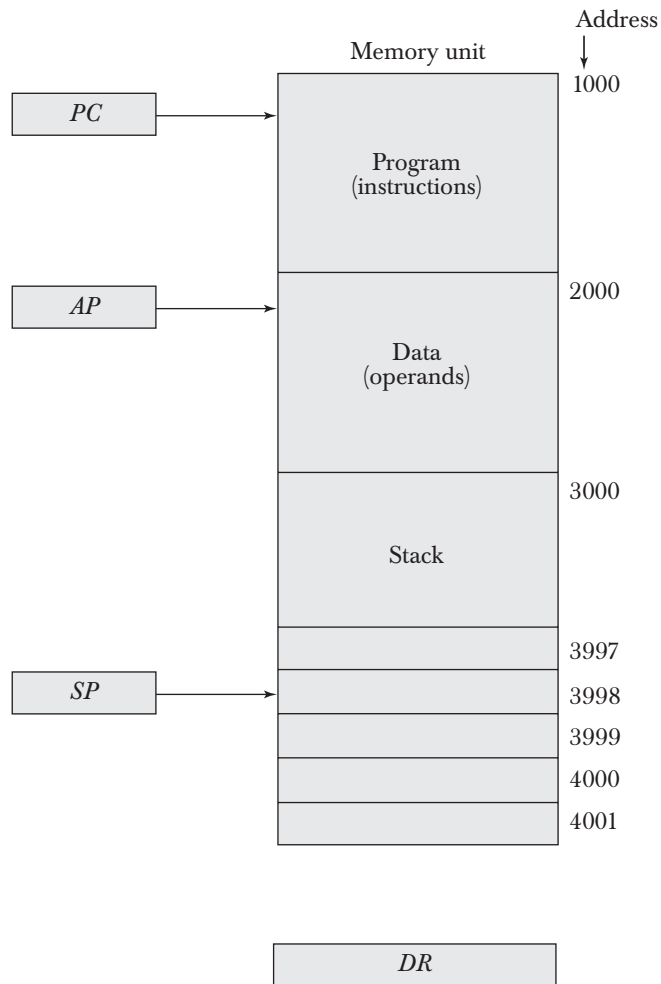 Address
Memory unit
1000
PC
Program
(instructions)
2000
AP
Data
(operands)
3000
Stack
3997
SP
3998
3999
4000
4001
DR